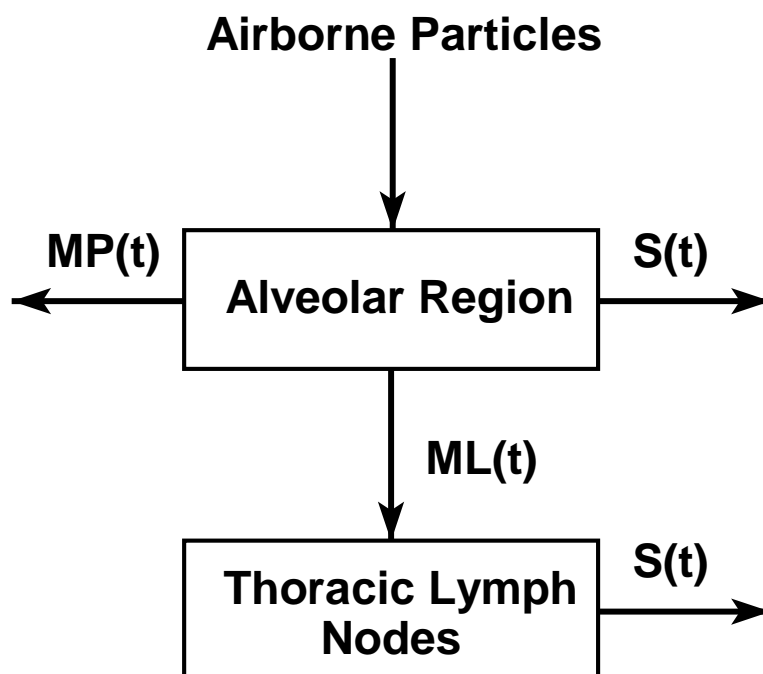 Airborne Particles
MP(t)
S(t)
Alveolar Region
ML(t)
S(t)
Thoracic Lymph
Nodes